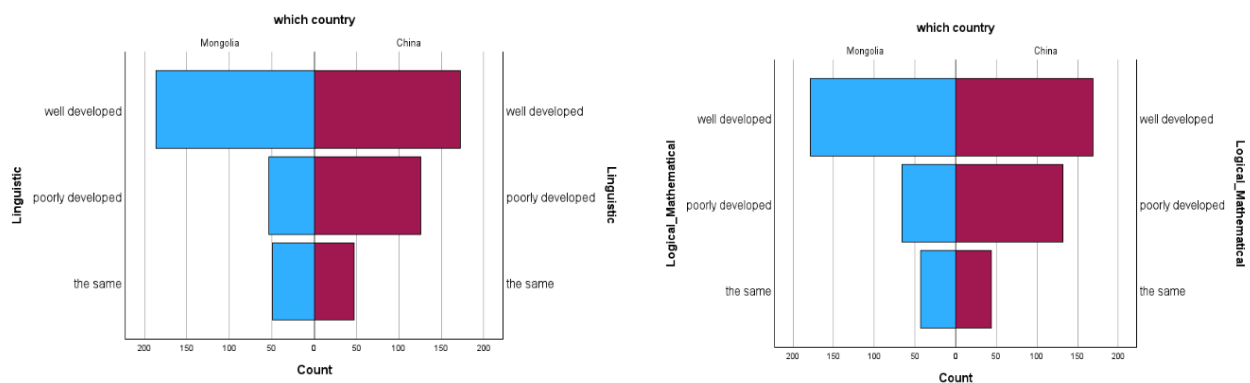 which country
Mongolia China
Linguistic
well developed well developed
poorly developed poorly developed
the same the same
Linguistic
200 150 100 50 0 50 100 150 200
Count
which country
Mongolia China
Logical_Mathematical
well developed well developed
poorly developed poorly developed
the same the same
Logical_Mathematical
200 150 100 50 0 50 100 150 200
Count